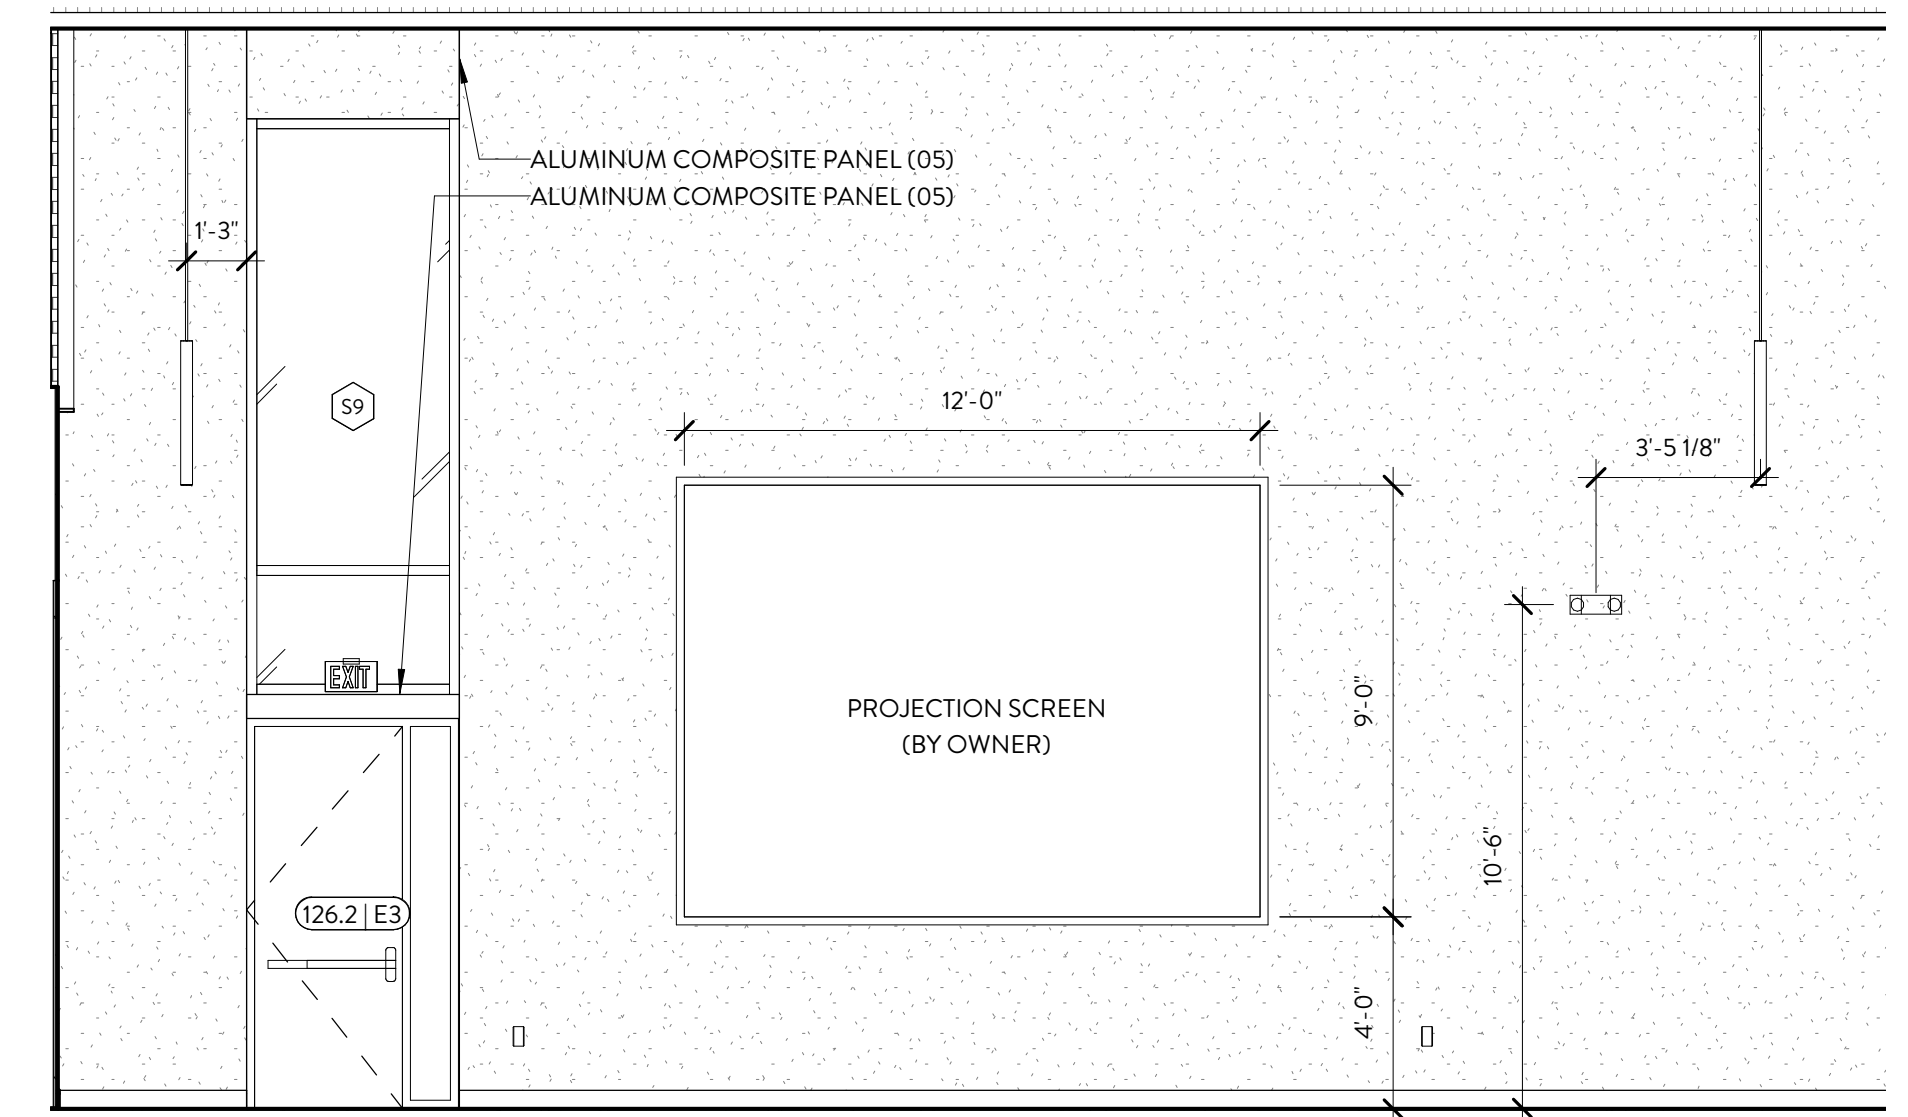 ALUMINUM COMPOSITE PANEL (05)
ALUMINUM COMPOSITE PANEL (05)
1'-3"
S9
12'-0"
3'-5 1/8"
EXIT
PROJECTION SCREEN
(BY OWNER)
9'-0"
10'-6"
126.2 | E3
4'-0"